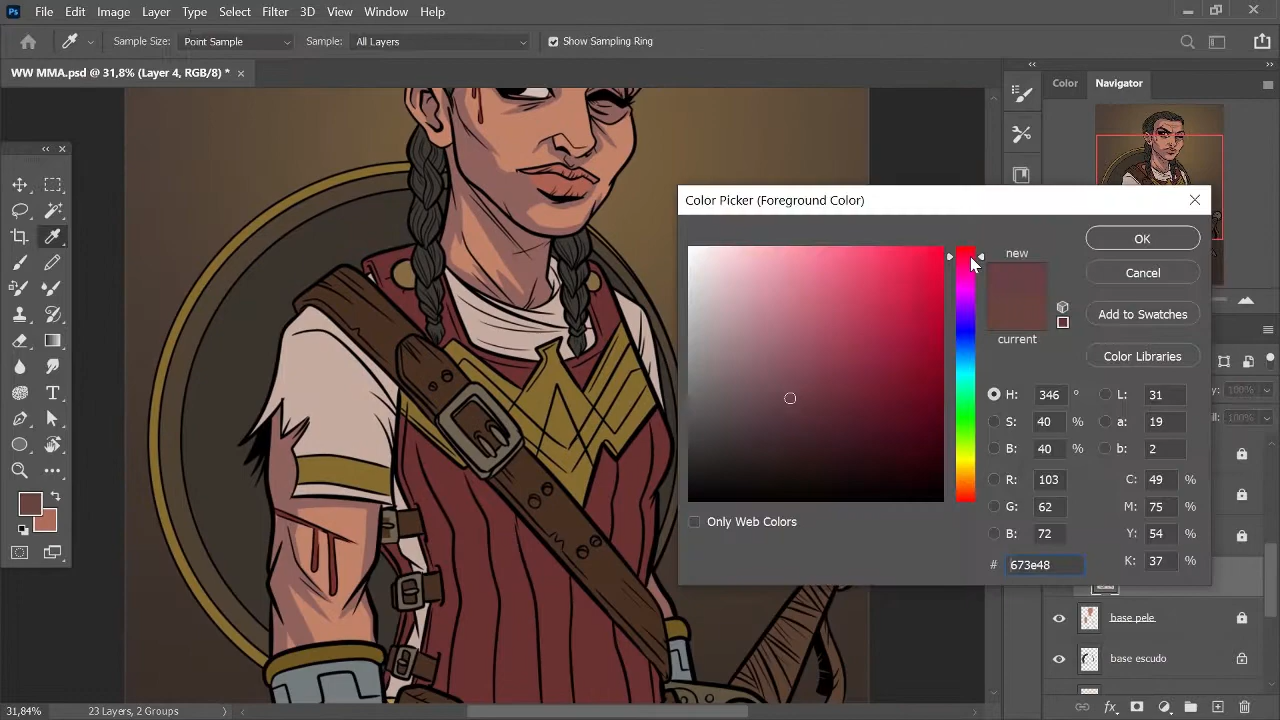 Ps File Edit Image Layer Type Select Filter 3D View Window Help
Sample Size: Point Sample Sample: All Layers Show Sampling Ring
WW MMA.psd @ 31,8% (Layer 4, RGB/8) * ×
Color Navigator
Color Picker (Foreground Color)
new
current
OK
Cancel
Add to Swatches
Color Libraries
H: 346 ° L: 31
S: 40 % a: 19
B: 40 % b: 2
R: 103 C: 49 %
G: 62 M: 75 %
B: 72 Y: 54 %
# 673e48 K: 37 %
Only Web Colors
base pele
base escudo
31,84% 23 Layers, 2 Groups
fx